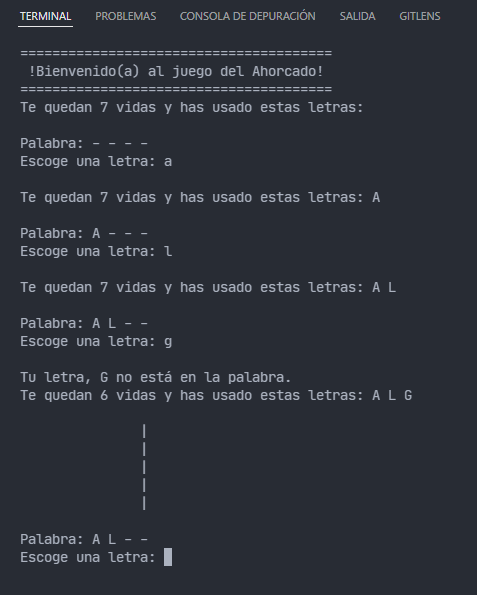 TERMINAL PROBLEMAS CONSOLA DE DEPURACIÓN SALIDA GITLENS
=======================================
!Bienvenido(a) al juego del Ahorcado!
=======================================
Te quedan 7 vidas y has usado estas letras:
Palabra: - - - -
Escoge una letra: a
Te quedan 7 vidas y has usado estas letras: A
Palabra: A - - -
Escoge una letra: l
Te quedan 7 vidas y has usado estas letras: A L
Palabra: A L - -
Escoge una letra: g
Tu letra, G no está en la palabra.
Te quedan 6 vidas y has usado estas letras: A L G
|
|
|
|
|
Palabra: A L - -
Escoge una letra: